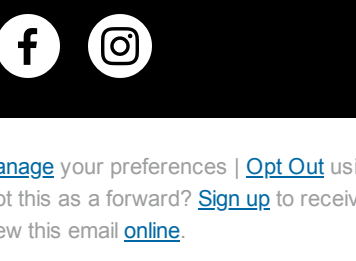 anage your preferences | Opt Out usi
ot this as a forward? Sign up to receiv
ew this email online.